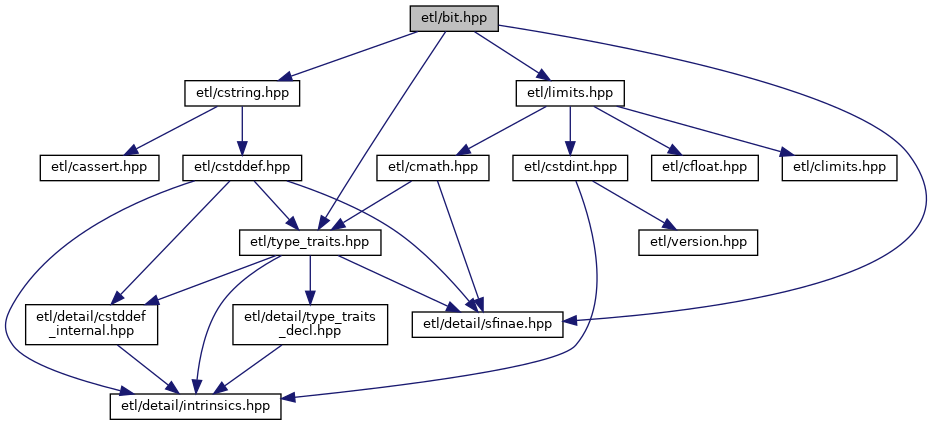 etl/bit.hpp
etl/cstring.hpp
etl/limits.hpp
etl/cassert.hpp
etl/cstddef.hpp
etl/cmath.hpp
etl/cstdint.hpp
etl/cfloat.hpp
etl/climits.hpp
etl/type_traits.hpp
etl/version.hpp
etl/detail/cstddef
_internal.hpp
etl/detail/type_traits
_decl.hpp
etl/detail/sfinae.hpp
etl/detail/intrinsics.hpp